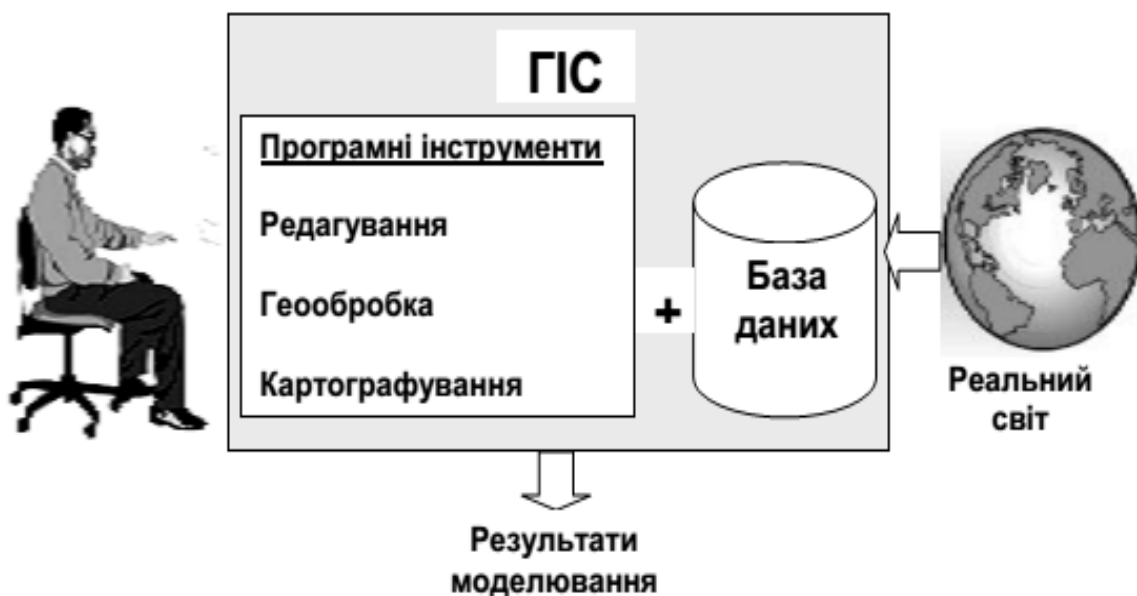 ГІС
Програмні інструменти
Редагування
Геообробка
Картографування
+
База
даних
Реальний
світ
Результати
моделювання